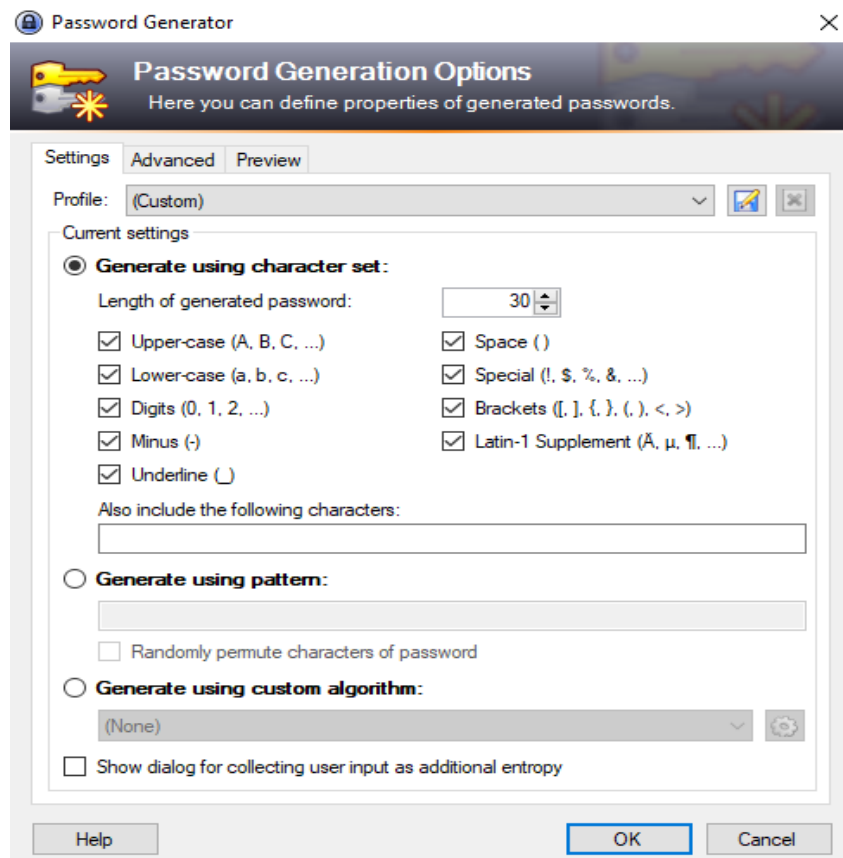 Password Generator
Password Generation Options
Here you can define properties of generated passwords.
Settings Advanced Preview
Profile: (Custom)
Current settings
Generate using character set:
Length of generated password: 30
Upper-case (A, B, C, ...) Space ( )
Lower-case (a, b, c, ...) Special (!, $, %, &, ...)
Digits (0, 1, 2, ...) Brackets ([, ], {, }, (, ), <, >)
Minus (-) Latin-1 Supplement (Ä, µ, ¶, ...)
Underline (_)
Also include the following characters:
Generate using pattern:
Randomly permute characters of password
Generate using custom algorithm:
(None)
Show dialog for collecting user input as additional entropy
Help OK Cancel